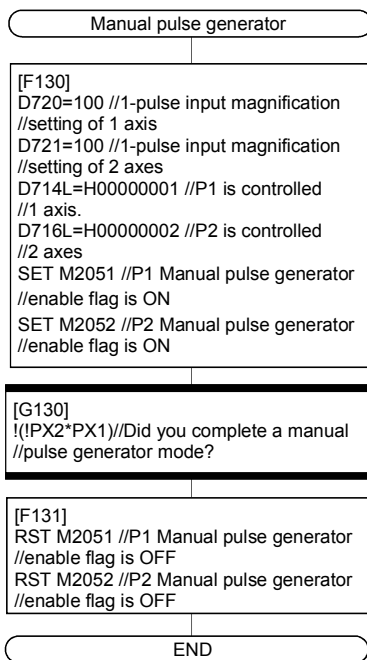 Manual pulse generator
[F130]
D720=100 //1-pulse input magnification
//setting of 1 axis
D721=100 //1-pulse input magnification
//setting of 2 axes
D714L=H00000001 //P1 is controlled
//1 axis.
D716L=H00000002 //P2 is controlled
//2 axes
SET M2051 //P1 Manual pulse generator
//enable flag is ON
SET M2052 //P2 Manual pulse generator
//enable flag is ON
[G130]
!(!PX2*PX1)//Did you complete a manual
//pulse generator mode?
[F131]
RST M2051 //P1 Manual pulse generator
//enable flag is OFF
RST M2052 //P2 Manual pulse generator
//enable flag is OFF
END